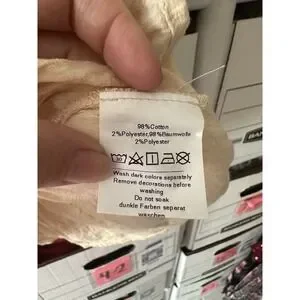 98%Cotton
2%Polyester,98%Baumwolle
2%Polyester
30
Wash dark colors separately
Remove decorations before
washing
Do not soak
dunkle Farben separat
waschen